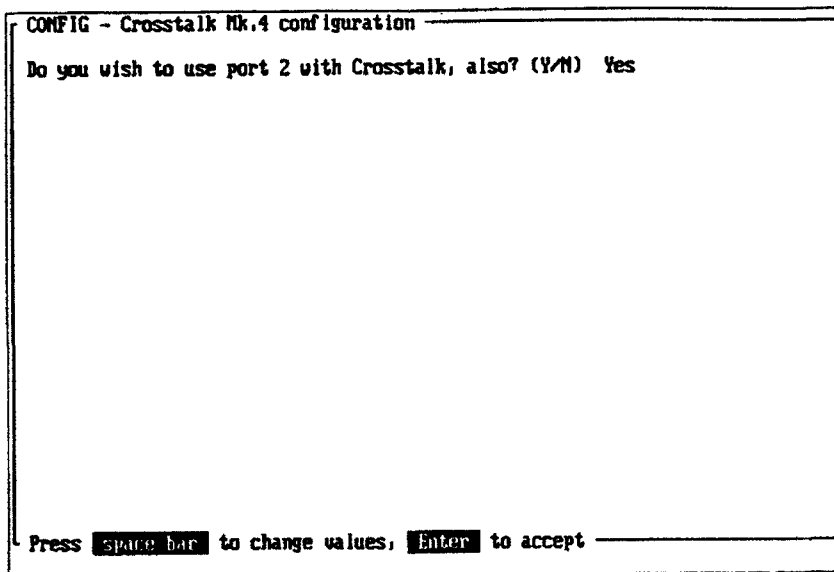 CONFIG - Crosstalk Mk.4 configuration
Do you wish to use port 2 with Crosstalk, also? (Y/N) Yes
Press space bar to change values, Enter to accept